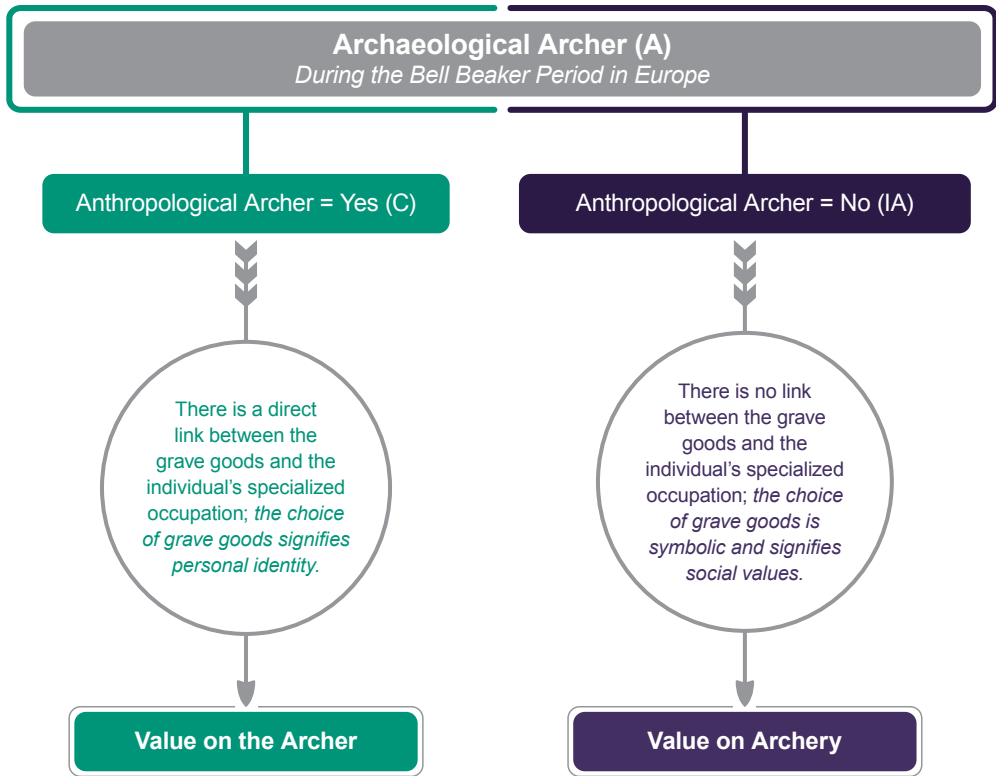 Archaeological Archer (A)
During the Bell Beaker Period in Europe
Anthropological Archer = Yes (C)
There is a direct
link between the
grave goods and the
individual’s specialized
occupation; the choice
of grave goods signifies
personal identity.
Value on the Archer
Anthropological Archer = No (IA)
There is no link
between the grave
goods and the
individual’s specialized
occupation; the choice
of grave goods is
symbolic and signifies
social values.
Value on Archery